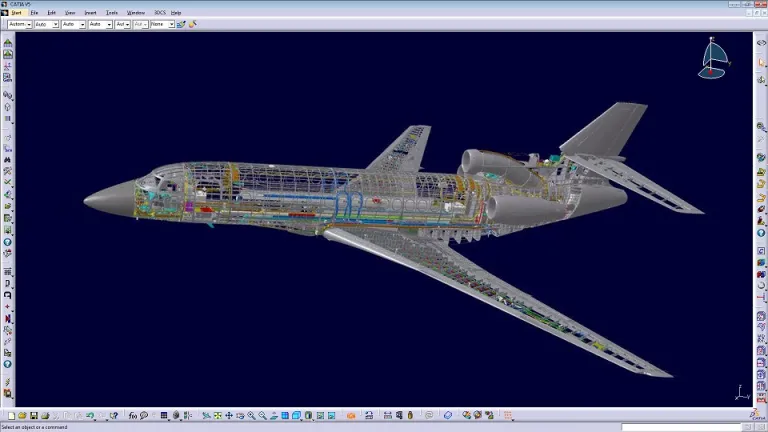 CATIA V5
Start File Edit View Insert Tools Window 3DCS Help
Autom Auto Auto Auto Aut Aut None
Select an object or a command